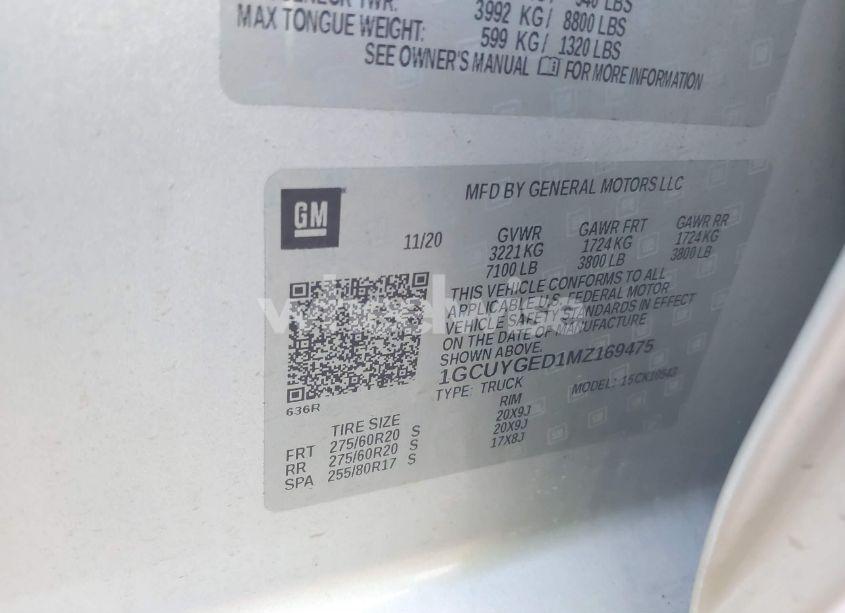 3992 KG/ 8800 LBS
MAX TONGUE WEIGHT: 599 KG/ 1320 LBS
SEE OWNER'S MANUAL FOR MORE INFORMATION
GM
MFD BY GENERAL MOTORS LLC
11/20 GVWR GAWR FRT GAWR RR
3221 KG 1724 KG 1724 KG
7100 LB 3800 LB 3800 LB
THIS VEHICLE CONFORMS TO ALL
APPLICABLE U.S. FEDERAL MOTOR
VEHICLE SAFETY STANDARDS IN EFFECT
ON THE DATE OF MANUFACTURE
SHOWN ABOVE.
1GCUYGED1MZ169475
TYPE: TRUCK MODEL: 15CK10543
636R
TIRE SIZE RIM
FRT 275/60R20 S 20X9J
RR 275/60R20 S 20X9J
SPA 255/80R17 S 17X8J